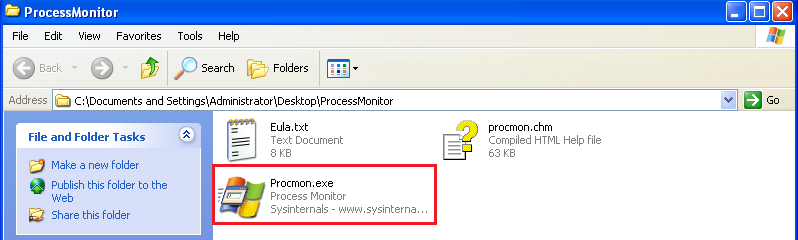 ProcessMonitor
File Edit View Favorites Tools Help
Back Search Folders
Address C:\Documents and Settings\Administrator\Desktop\ProcessMonitor Go
File and Folder Tasks
Make a new folder
Publish this folder to the
Web
Share this folder
Eula.txt
Text Document
8 KB
procmon.chm
Compiled HTML Help file
63 KB
Procmon.exe
Process Monitor
Sysinternals - www.sysinterna...